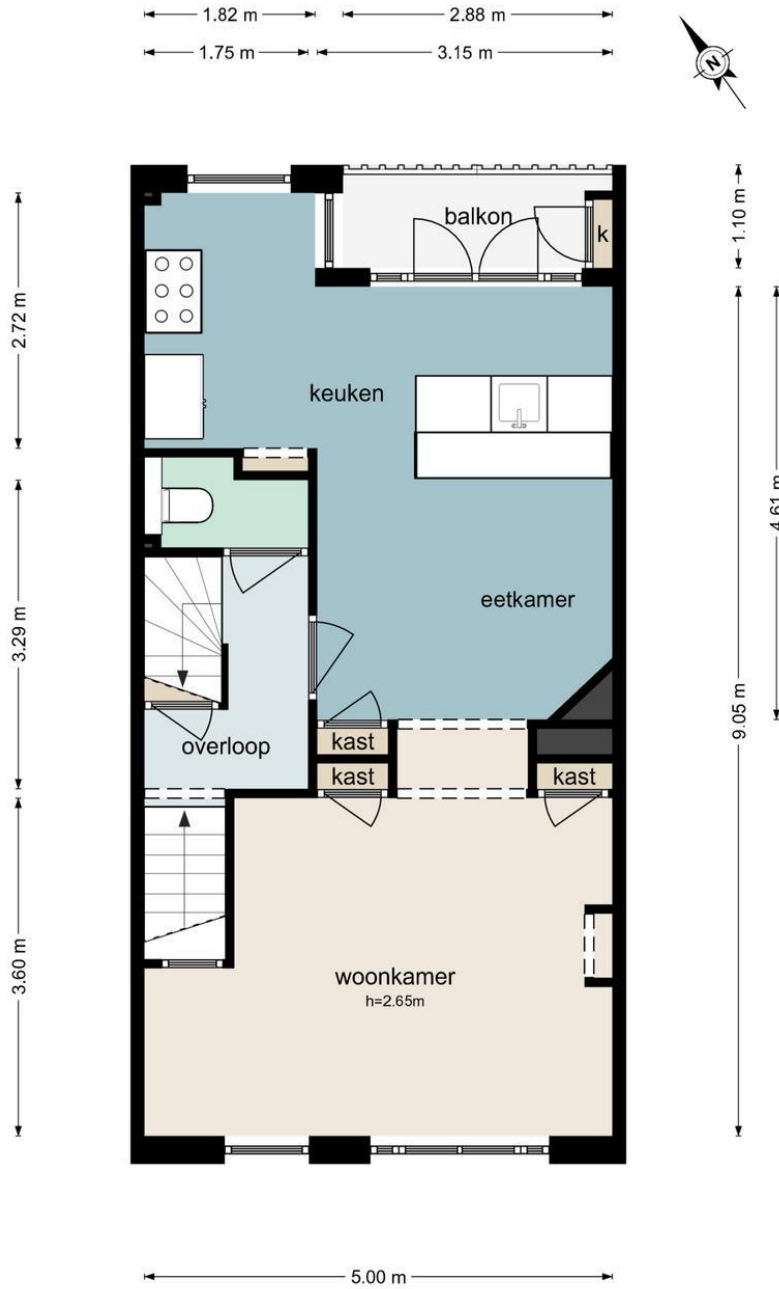 1.82 m
2.88 m
1.75 m
3.15 m
N
balkon
k
1.10 m
2.72 m
keuken
4.61 m
eetkamer
3.29 m
9.05 m
overloop
kast
kast
kast
3.60 m
woonkamer
h=2.65m
5.00 m